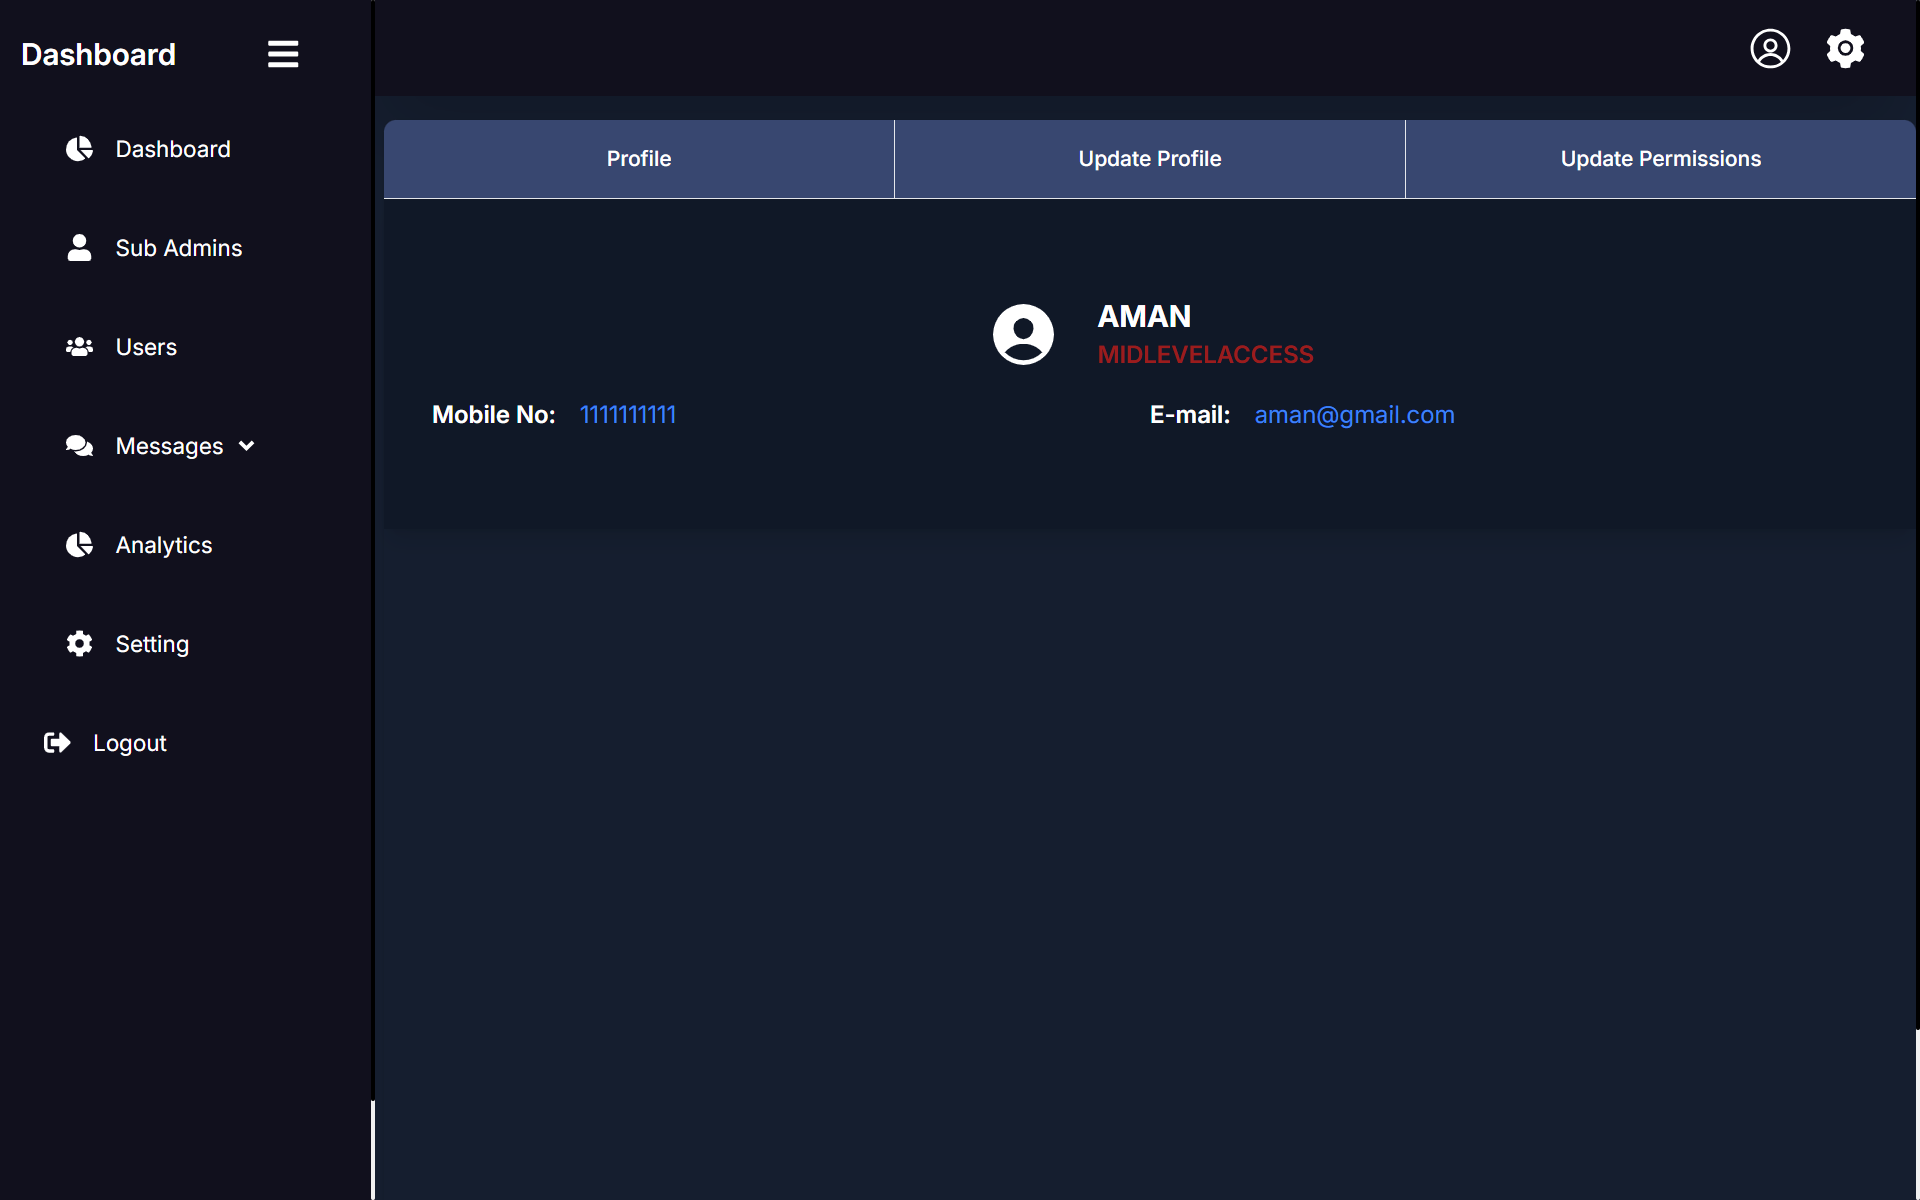 Dashboard
Dashboard
Sub Admins
Users
Messages
Analytics
Setting
Logout
Profile
Update Profile
Update Permissions
AMAN
MIDLEVELACCESS
Mobile No: 1111111111
E-mail: aman@gmail.com